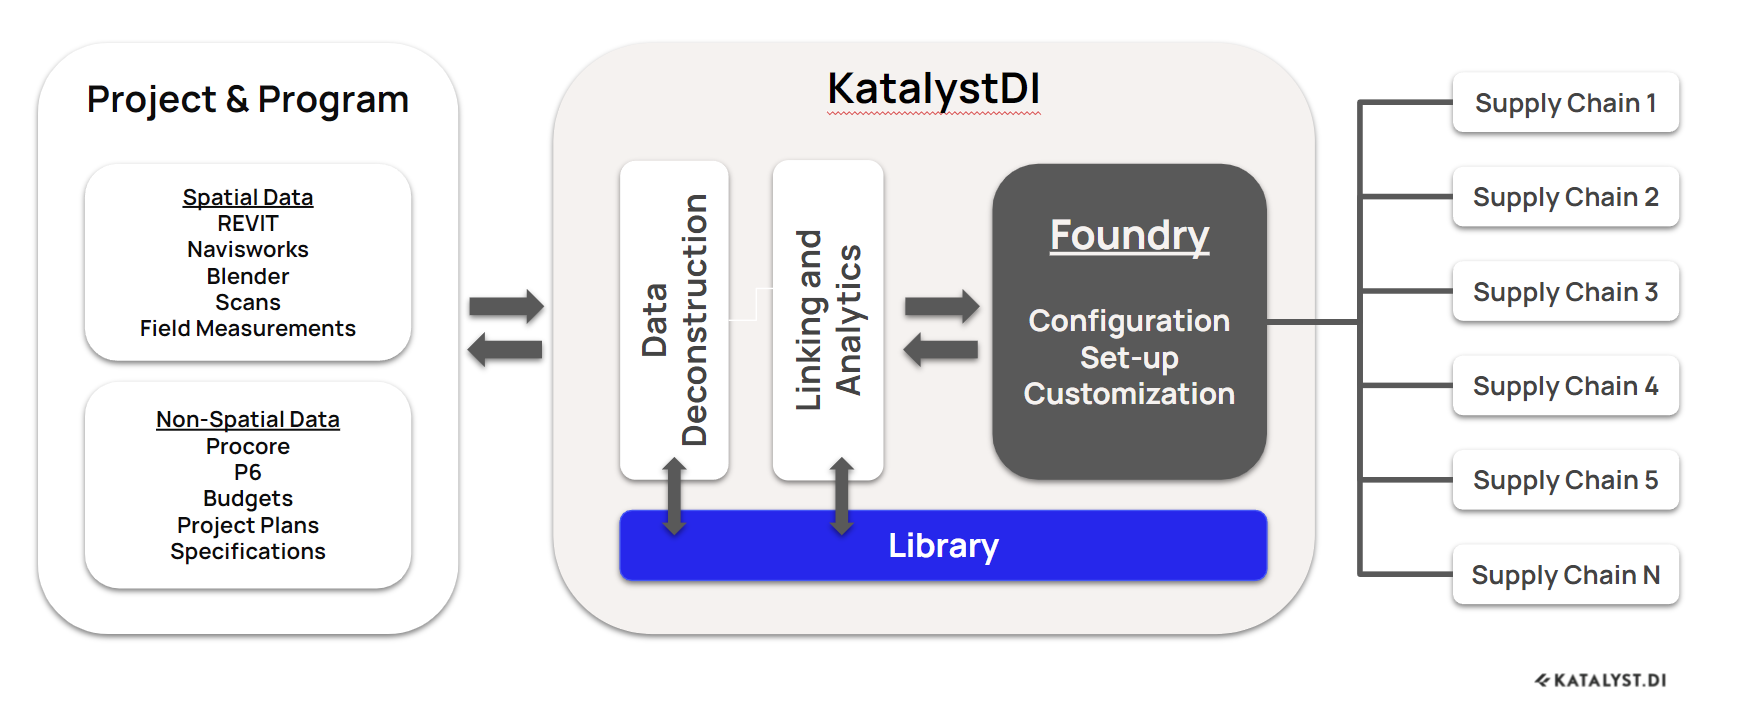 Project & Program
Spatial Data
REVIT
Navisworks
Blender
Scans
Field Measurements
Non-Spatial Data
Procore
P6
Budgets
Project Plans
Specifications
KatalystDI
Data
Deconstruction
Linking and
Analytics
Foundry
Configuration
Set-up
Customization
Library
Supply Chain 1
Supply Chain 2
Supply Chain 3
Supply Chain 4
Supply Chain 5
Supply Chain N
KATALYST.DI